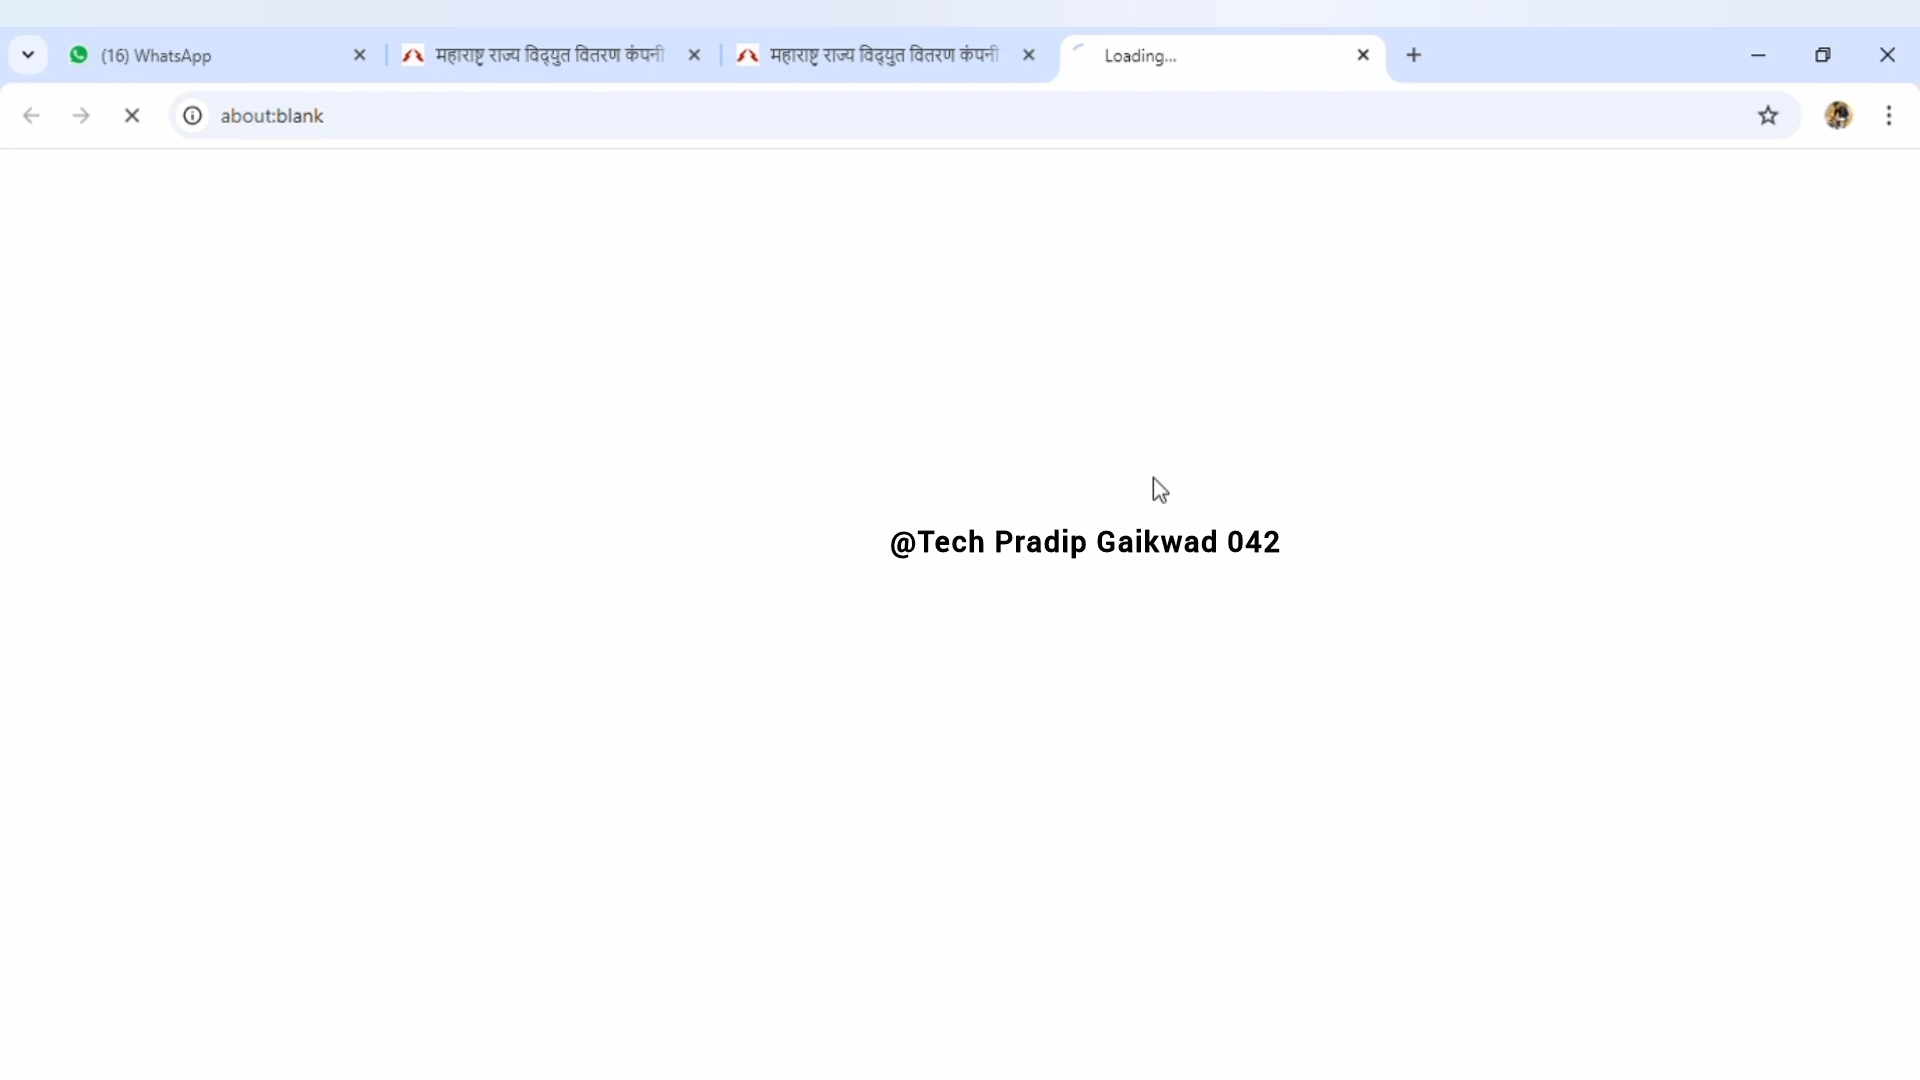 (16) WhatsApp
महाराष्ट्र राज्य विद्युत वितरण कंपनी
महाराष्ट्र राज्य विद्युत वितरण कंपनी
Loading...
about:blank
@Tech Pradip Gaikwad 042